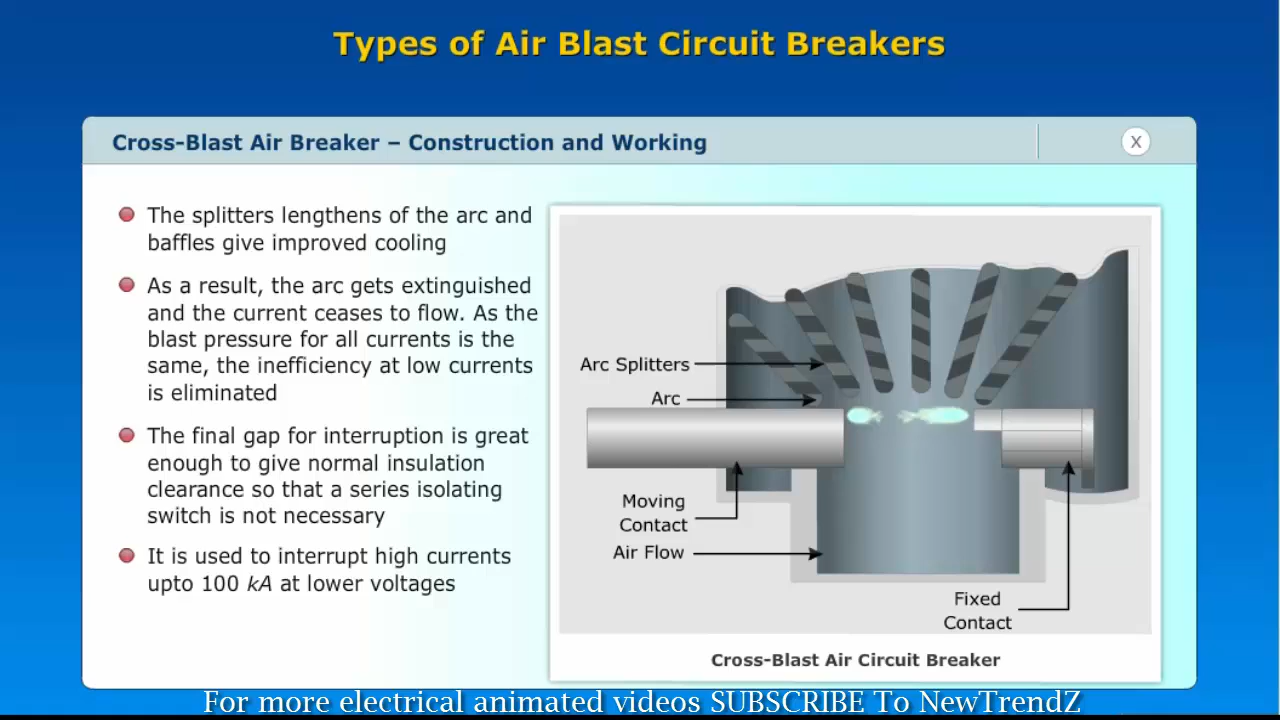 Types of Air Blast Circuit Breakers
Cross-Blast Air Breaker – Construction and Working
X
The splitters lengthens of the arc and
baffles give improved cooling
As a result, the arc gets extinguished
and the current ceases to flow. As the
blast pressure for all currents is the
same, the inefficiency at low currents
is eliminated
The final gap for interruption is great
enough to give normal insulation
clearance so that a series isolating
switch is not necessary
It is used to interrupt high currents
upto 100 kA at lower voltages
Arc Splitters
Arc
Moving
Contact
Air Flow
Fixed
Contact
Cross-Blast Air Circuit Breaker
For more electrical animated videos SUBSCRIBE To NewTrendZ